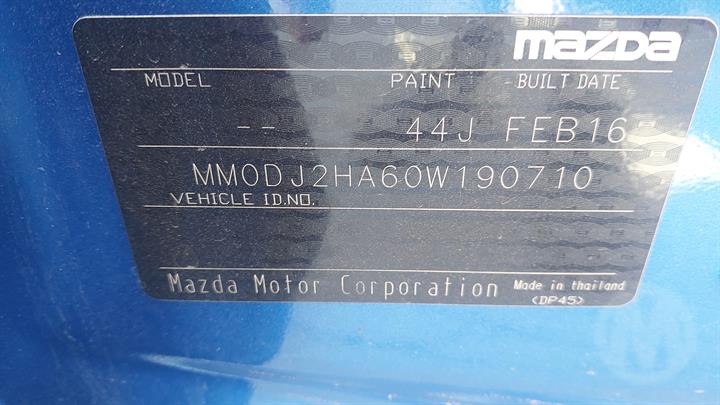 mazda
MODEL PAINT BUILT DATE
-- 44J FEB16
MM0DJ2HA60W190710
VEHICLE ID.NO.
Mazda Motor Corporation Made in thailand
<DP45>
M